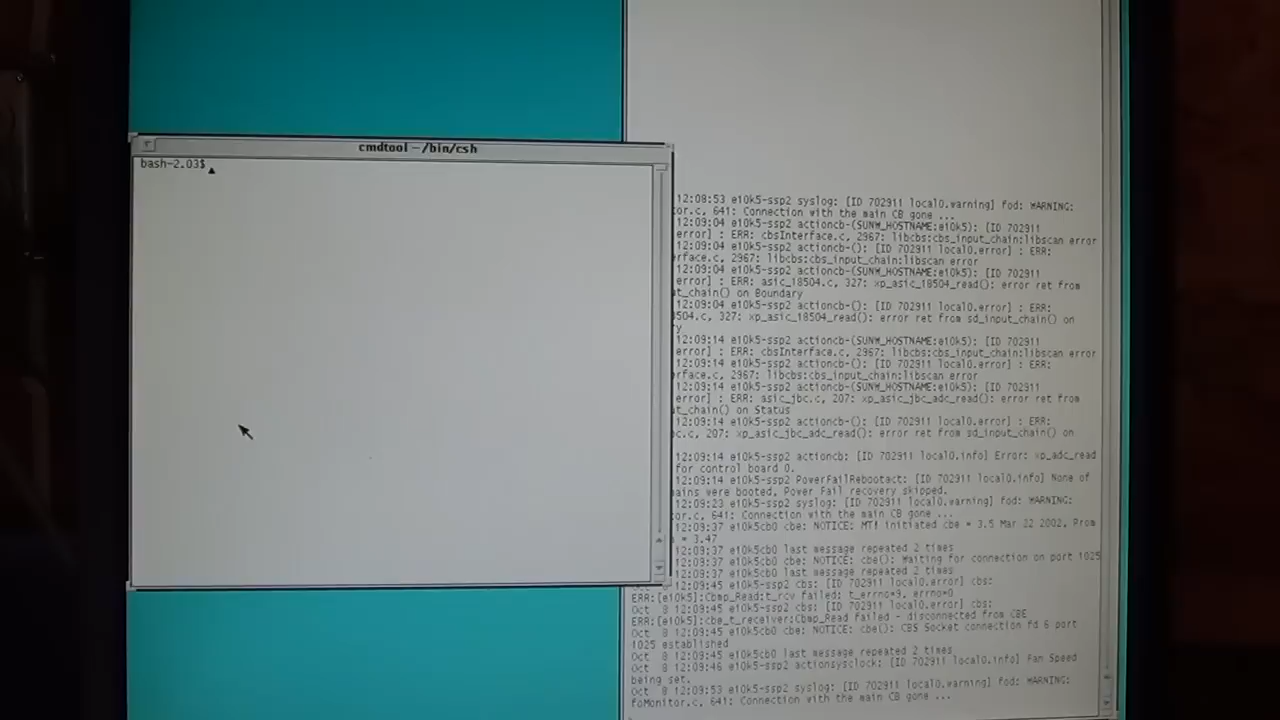 cmdtool - /bin/csh
bash-2.03$
12:08:53 e10k5-ssp2 syslog: [ID 702911 local0.warning] fod: WARNING:
tor.c, 641: Connection with the main CB gone ...
12:09:04 e10k5-ssp2 actioncb-(SUNW_HOSTNAME:e10k5): [ID 702911
error] : ERR: cbsInterface.c, 2967: libcbs:cbs_input_chain:libscan error
12:09:04 e10k5-ssp2 actioncb-(): [ID 702911 local0.error] : ERR:
rface.c, 2967: libcbs:cbs_input_chain:libscan error
12:09:04 e10k5-ssp2 actioncb-(SUNW_HOSTNAME:e10k5): [ID 702911
error] : ERR: asic_18504.c, 327: xp_asic_18504_read(): error ret from
ut_chain() on Boundary
12:09:04 e10k5-ssp2 actioncb-(): [ID 702911 local0.error] : ERR:
8504.c, 327: xp_asic_18504_read(): error ret from sd_input_chain() on
ry
12:09:14 e10k5-ssp2 actioncb-(SUNW_HOSTNAME:e10k5): [ID 702911
error] : ERR: cbsInterface.c, 2967: libcbs:cbs_input_chain:libscan error
12:09:14 e10k5-ssp2 actioncb-(): [ID 702911 local0.error] : ERR:
rface.c, 2967: libcbs:cbs_input_chain:libscan error
12:09:14 e10k5-ssp2 actioncb-(SUNW_HOSTNAME:e10k5): [ID 702911
error] : ERR: asic_jbc.c, 207: xp_asic_jbc_adc_read(): error ret from
ut_chain() on Status
12:09:14 e10k5-ssp2 actioncb-(): [ID 702911 local0.error] : ERR:
bc.c, 207: xp_asic_jbc_adc_read(): error ret from sd_input_chain() on
12:09:14 e10k5-ssp2 actioncb: [ID 702911 local0.info] Error: xp_adc_read
for control board 0.
12:09:14 e10k5-ssp2 PowerFailRebootact: [ID 702911 local0.info] None of
mains were booted, Power Fail recovery skipped.
12:09:23 e10k5-ssp2 syslog: [ID 702911 local0.warning] fod: WARNING:
tor.c, 641: Connection with the main CB gone ...
12:09:37 e10k5cb0 cbe: NOTICE: MT! initiated cbe = 3.5 Mar 22 2002, Prom
= 3.47
12:09:37 e10k5cb0 last message repeated 2 times
12:09:37 e10k5cb0 cbe: NOTICE: cbe(): Waiting for connection on port 1025
12:09:37 e10k5cb0 last message repeated 2 times
Oct 8 12:09:45 e10k5-ssp2 cbs: [ID 702911 local0.error] cbs:
ERR:[e10k5]:Cbmp_Read:t_rcv failed: t_errno=9, errno=0
Oct 8 12:09:45 e10k5-ssp2 cbs: [ID 702911 local0.error] cbs:
ERR:[e10k5]:cbe_t_receiver:Cbmp_Read failed - disconnected from CBE
Oct 8 12:09:45 e10k5cb0 cbe: NOTICE: cbe(): CBS Socket connection fd 6 port
1025 established
Oct 8 12:09:45 e10k5cb0 last message repeated 2 times
Oct 8 12:09:46 e10k5-ssp2 actionsysclock: [ID 702911 local0.info] Fan Speed
being set.
Oct 8 12:09:53 e10k5-ssp2 syslog: [ID 702911 local0.warning] fod: WARNING:
foMonitor.c, 641: Connection with the main CB gone ...